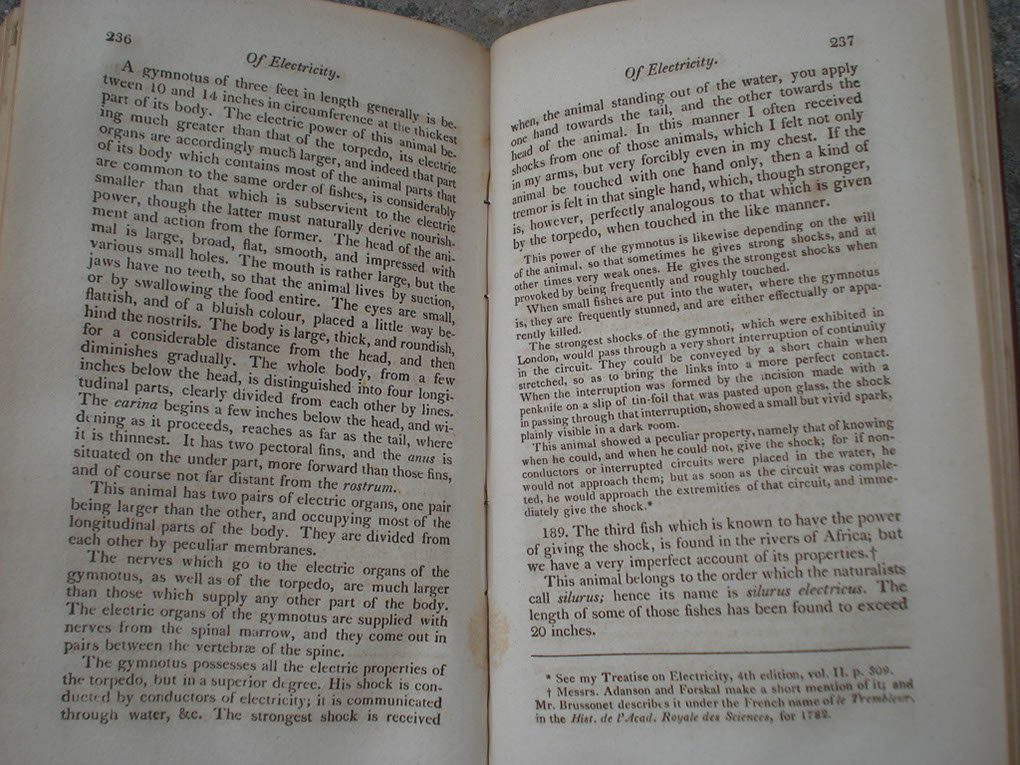 236
Of Electricity.
A gymnotus of three feet in length generally is be-
tween 10 and 14 inches in circumference at the thickest
part of its body. The electric power of this animal be-
ing much greater than that of the torpedo, its electric
organs are accordingly much larger, and indeed that part
of its body which contains most of the animal parts that
are common to the same order of fishes, is considerably
smaller than that which is subservient to the electric
power, though the latter must naturally derive nourish-
ment and action from the former. The head of the ani-
mal is large, broad, flat, smooth, and impressed with
various small holes. The mouth is rather large, but the
jaws have no teeth, so that the animal lives by suction,
or by swallowing the food entire. The eyes are small,
flattish, and of a bluish colour, placed a little way be-
hind the nostrils. The body is large, thick, and roundish,
for a considerable distance from the head, and then
diminishes gradually. The whole body, from a few
inches below the head, is distinguished into four longi-
tudinal parts, clearly divided from each other by lines.
The carina begins a few inches below the head, and wi-
dening as it proceeds, reaches as far as the tail, where
it is thinnest. It has two pectoral fins, and the anus is
situated on the under part, more forward than those fins,
and of course not far distant from the rostrum.
This animal has two pairs of electric organs, one pair
being larger than the other, and occupying most of the
longitudinal parts of the body. They are divided from
each other by peculiar membranes.
The nerves which go to the electric organs of the
gymnotus, as well as of the torpedo, are much larger
than those which supply any other part of the body.
The electric organs of the gymnotus are supplied with
nerves from the spinal marrow, and they come out in
pairs between the vertebræ of the spine.
The gymnotus possesses all the electric properties of
the torpedo, but in a superior degree. His shock is con-
ducted by conductors of electricity; it is communicated
through water, &c. The strongest shock is received
237
Of Electricity.
when, the animal standing out of the water, you apply
one hand towards the tail, and the other towards the
head of the animal. In this manner I often received
shocks from one of those animals, which I felt not only
in my arms, but very forcibly even in my chest. If the
animal be touched with one hand only, then a kind of
tremor is felt in that single hand, which, though stronger,
is, however, perfectly analogous to that which is given
by the torpedo, when touched in the like manner.
This power of the gymnotus is likewise depending on the will
of the animal, so that sometimes he gives strong shocks, and at
other times very weak ones. He gives the strongest shocks when
provoked by being frequently and roughly touched.
When small fishes are put into the water, where the gymnotus
is, they are frequently stunned, and are either effectually or appa-
rently killed.
The strongest shocks of the gymnoti, which were exhibited in
London, would pass through a very short interruption of continuity
in the circuit. They could be conveyed by a short chain when
stretched, so as to bring the links into a more perfect contact.
When the interruption was formed by the incision made with a
penknife on a slip of tin-foil that was pasted upon glass, the shock
in passing through that interruption, showed a small but vivid spark,
plainly visible in a dark room.
This animal showed a peculiar property, namely that of knowing
when he could, and when he could not, give the shock; for if non-
conductors or interrupted circuits were placed in the water, he
would not approach them; but as soon as the circuit was comple-
ted, he would approach the extremities of that circuit, and imme-
diately give the shock.*
189. The third fish which is known to have the power
of giving the shock, is found in the rivers of Africa; but
we have a very imperfect account of its properties.†
This animal belongs to the order which the naturalists
call silurus; hence its name is silurus electricus. The
length of some of those fishes has been found to exceed
20 inches.
* See my Treatise on Electricity, 4th edition, vol. II. p. 309.
† Messrs. Adanson and Forskal make a short mention of it; and
Mr. Brussonet describes it under the French name of le Trembleur,
in the Hist. de l'Acad. Royale des Sciences, for 1782.